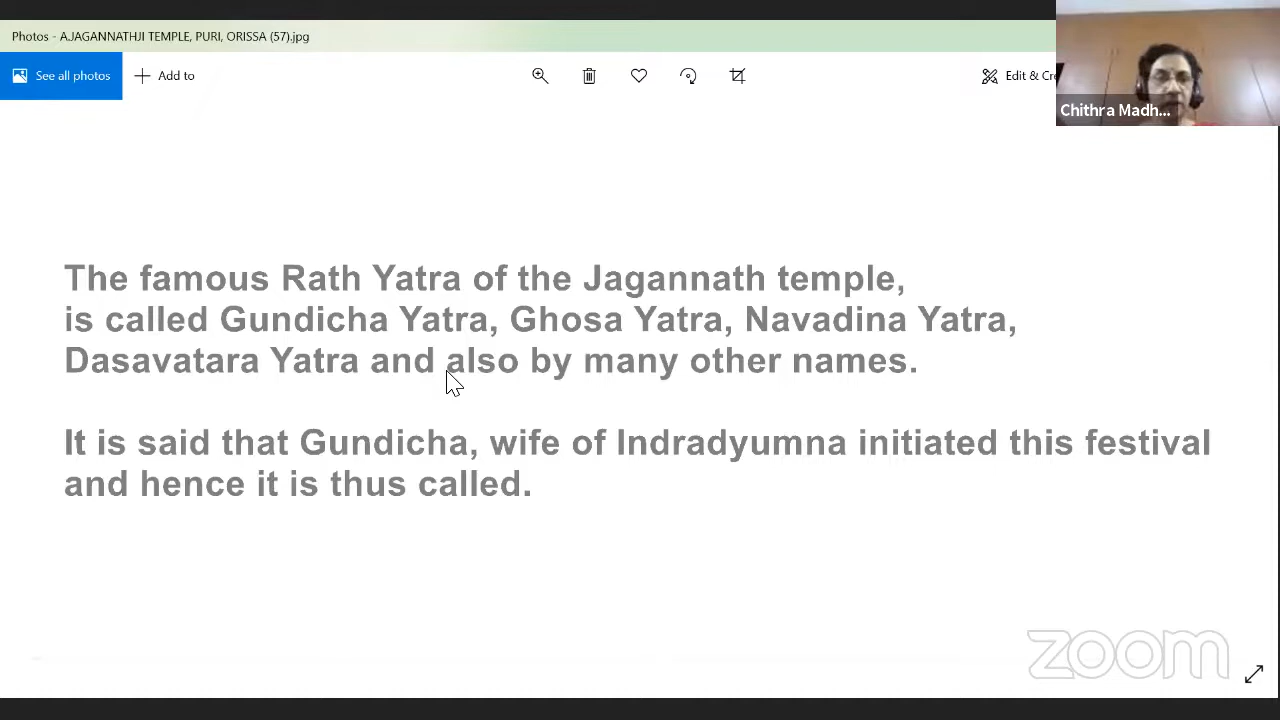 Photos - A.JAGANNATHJI TEMPLE, PURI, ORISSA (57).jpg
See all photos
Add to
Edit & Cre
Chithra Madh...
The famous Rath Yatra of the Jagannath temple,
is called Gundicha Yatra, Ghosa Yatra, Navadina Yatra,
Dasavatara Yatra and also by many other names.
It is said that Gundicha, wife of Indradyumna initiated this festival
and hence it is thus called.
zoom